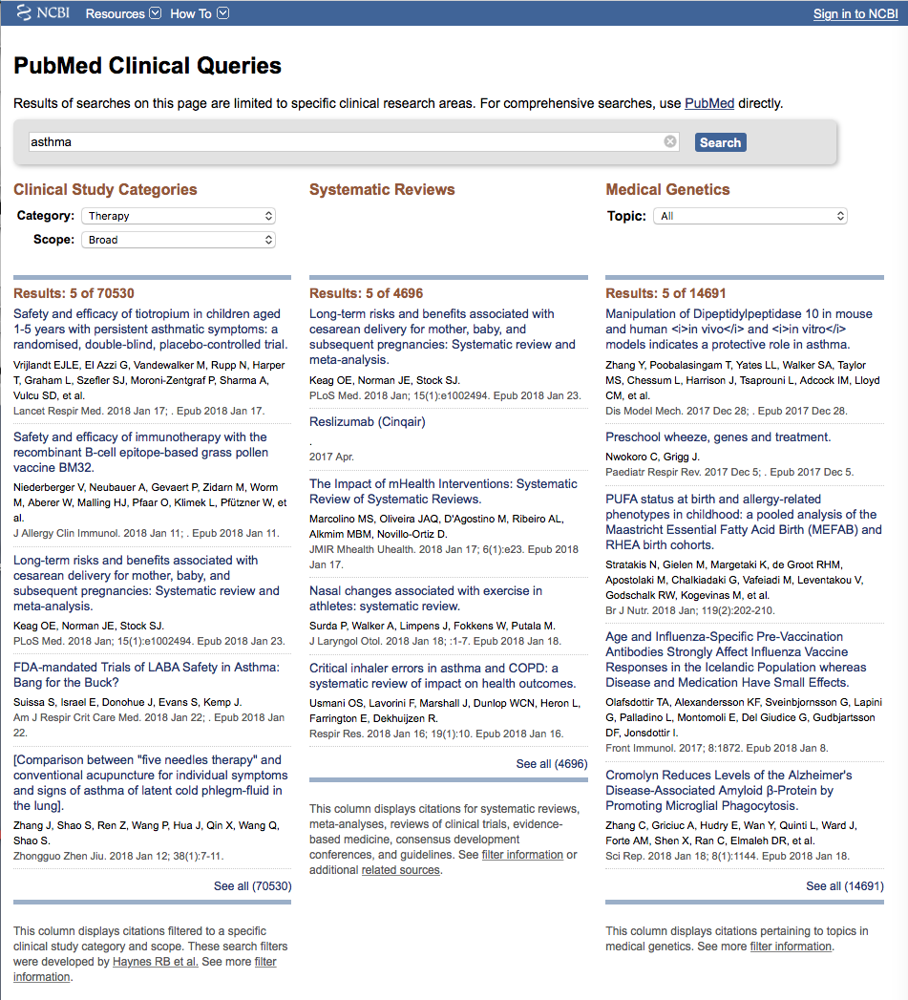 NCBI Resources How To Sign in to NCBI
PubMed Clinical Queries
Results of searches on this page are limited to specific clinical research areas. For comprehensive searches, use PubMed directly.
asthma Search
Clinical Study Categories
Category: Therapy
Scope: Broad
Results: 5 of 70530
Safety and efficacy of tiotropium in children aged
1-5 years with persistent asthmatic symptoms: a
randomised, double-blind, placebo-controlled trial.
Vrijlandt EJLE, El Azzi G, Vandewalker M, Rupp N, Harper
T, Graham L, Szefler SJ, Moroni-Zentgraf P, Sharma A,
Vulcu SD, et al.
Lancet Respir Med. 2018 Jan 17; . Epub 2018 Jan 17.
Safety and efficacy of immunotherapy with the
recombinant B-cell epitope-based grass pollen
vaccine BM32.
Niederberger V, Neubauer A, Gevaert P, Zidarn M, Worm
M, Aberer W, Malling HJ, Pfaar O, Klimek L, Pfützner W, et
al.
J Allergy Clin Immunol. 2018 Jan 11; . Epub 2018 Jan 11.
Long-term risks and benefits associated with
cesarean delivery for mother, baby, and
subsequent pregnancies: Systematic review and
meta-analysis.
Keag OE, Norman JE, Stock SJ.
PLoS Med. 2018 Jan; 15(1):e1002494. Epub 2018 Jan 23.
FDA-mandated Trials of LABA Safety in Asthma:
Bang for the Buck?
Suissa S, Israel E, Donohue J, Evans S, Kemp J.
Am J Respir Crit Care Med. 2018 Jan 22; . Epub 2018 Jan
22.
[Comparison between "five needles therapy" and
conventional acupuncture for individual symptoms
and signs of asthma of latent cold phlegm-fluid in
the lung].
Zhang J, Shao S, Ren Z, Wang P, Hua J, Qin X, Wang Q,
Shao S.
Zhongguo Zhen Jiu. 2018 Jan 12; 38(1):7-11.
See all (70530)
This column displays citations filtered to a specific
clinical study category and scope. These search filters
were developed by Haynes RB et al. See more filter
information.
Systematic Reviews
Results: 5 of 4696
Long-term risks and benefits associated with
cesarean delivery for mother, baby, and
subsequent pregnancies: Systematic review and
meta-analysis.
Keag OE, Norman JE, Stock SJ.
PLoS Med. 2018 Jan; 15(1):e1002494. Epub 2018 Jan 23.
Reslizumab (Cinqair)
.
2017 Apr.
The Impact of mHealth Interventions: Systematic
Review of Systematic Reviews.
Marcolino MS, Oliveira JAQ, D'Agostino M, Ribeiro AL,
Alkmim MBM, Novillo-Ortiz D.
JMIR Mhealth Uhealth. 2018 Jan 17; 6(1):e23. Epub 2018
Jan 17.
Nasal changes associated with exercise in
athletes: systematic review.
Surda P, Walker A, Limpens J, Fokkens W, Putala M.
J Laryngol Otol. 2018 Jan 18; :1-7. Epub 2018 Jan 18.
Critical inhaler errors in asthma and COPD: a
systematic review of impact on health outcomes.
Usmani OS, Lavorini F, Marshall J, Dunlop WCN, Heron L,
Farrington E, Dekhuijzen R.
Respir Res. 2018 Jan 16; 19(1):10. Epub 2018 Jan 16.
See all (4696)
This column displays citations for systematic reviews,
meta-analyses, reviews of clinical trials, evidence-
based medicine, consensus development
conferences, and guidelines. See filter information or
additional related sources.
Medical Genetics
Topic: All
Results: 5 of 14691
Manipulation of Dipeptidylpeptidase 10 in mouse
and human <i>in vivo</i> and <i>in vitro</i>
models indicates a protective role in asthma.
Zhang Y, Poobalasingam T, Yates LL, Walker SA, Taylor
MS, Chessum L, Harrison J, Tsaprouni L, Adcock IM, Lloyd
CM, et al.
Dis Model Mech. 2017 Dec 28; . Epub 2017 Dec 28.
Preschool wheeze, genes and treatment.
Nwokoro C, Grigg J.
Paediatr Respir Rev. 2017 Dec 5; . Epub 2017 Dec 5.
PUFA status at birth and allergy-related
phenotypes in childhood: a pooled analysis of the
Maastricht Essential Fatty Acid Birth (MEFAB) and
RHEA birth cohorts.
Stratakis N, Gielen M, Margetaki K, de Groot RHM,
Apostolaki M, Chalkiadaki G, Vafeiadi M, Leventakou V,
Godschalk RW, Kogevinas M, et al.
Br J Nutr. 2018 Jan; 119(2):202-210.
Age and Influenza-Specific Pre-Vaccination
Antibodies Strongly Affect Influenza Vaccine
Responses in the Icelandic Population whereas
Disease and Medication Have Small Effects.
Olafsdottir TA, Alexandersson KF, Sveinbjornsson G, Lapini
G, Palladino L, Montomoli E, Del Giudice G, Gudbjartsson
DF, Jonsdottir I.
Front Immunol. 2017; 8:1872. Epub 2018 Jan 8.
Cromolyn Reduces Levels of the Alzheimer's
Disease-Associated Amyloid β-Protein by
Promoting Microglial Phagocytosis.
Zhang C, Griciuc A, Hudry E, Wan Y, Quinti L, Ward J,
Forte AM, Shen X, Ran C, Elmaleh DR, et al.
Sci Rep. 2018 Jan 18; 8(1):1144. Epub 2018 Jan 18.
See all (14691)
This column displays citations pertaining to topics in
medical genetics. See more filter information.